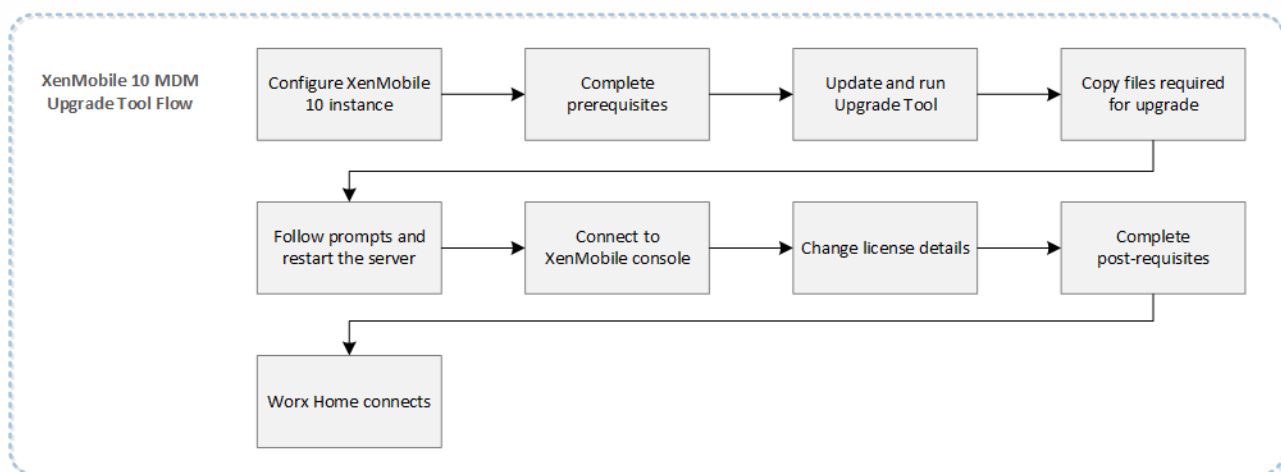 XenMobile 10 MDM
Upgrade Tool Flow
Configure XenMobile
10 instance
Complete
prerequisites
Update and run
Upgrade Tool
Copy files required
for upgrade
Follow prompts and
restart the server
Connect to
XenMobile console
Change license details
Complete
post-requisites
Worx Home connects